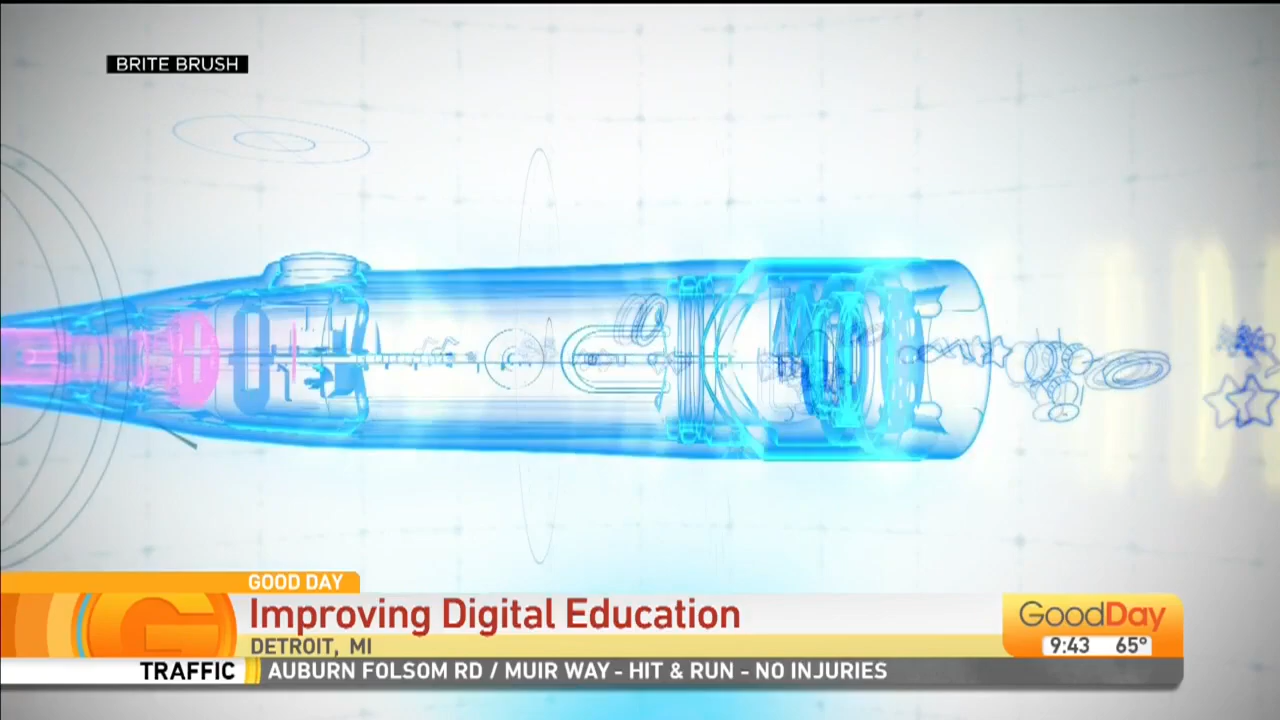 BRITE BRUSH
GOOD DAY
Improving Digital Education
DETROIT, MI
GoodDay
9:43 65°
TRAFFIC AUBURN FOLSOM RD / MUIR WAY - HIT & RUN - NO INJURIES